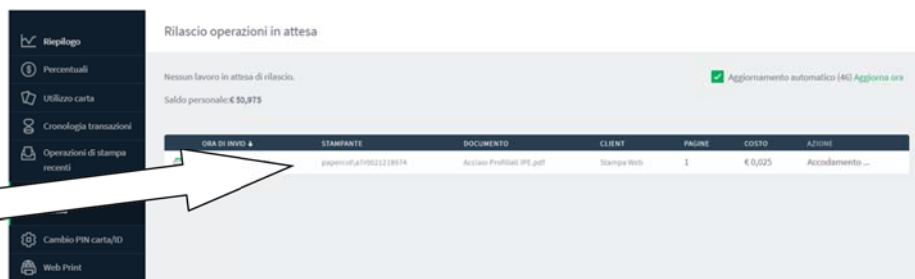 Rilascio operazioni in attesa
Riepilogo
Percentuali
Utilizzo carta
Cronologia transazioni
Operazioni di stampa
recenti
Cambio PIN carta/ID
Web Print
Nessun lavoro in attesa di rilascio.
Aggiornamento automatico (46) Aggiorna ora
Saldo personale:€ 50,975
ORA DI INVIO STAMPANTE DOCUMENTO CLIENT PAGINE COSTO AZIONE
Acciaio Profilati IPE.pdf Stampa Web 1 € 0,025 Accodamento ...